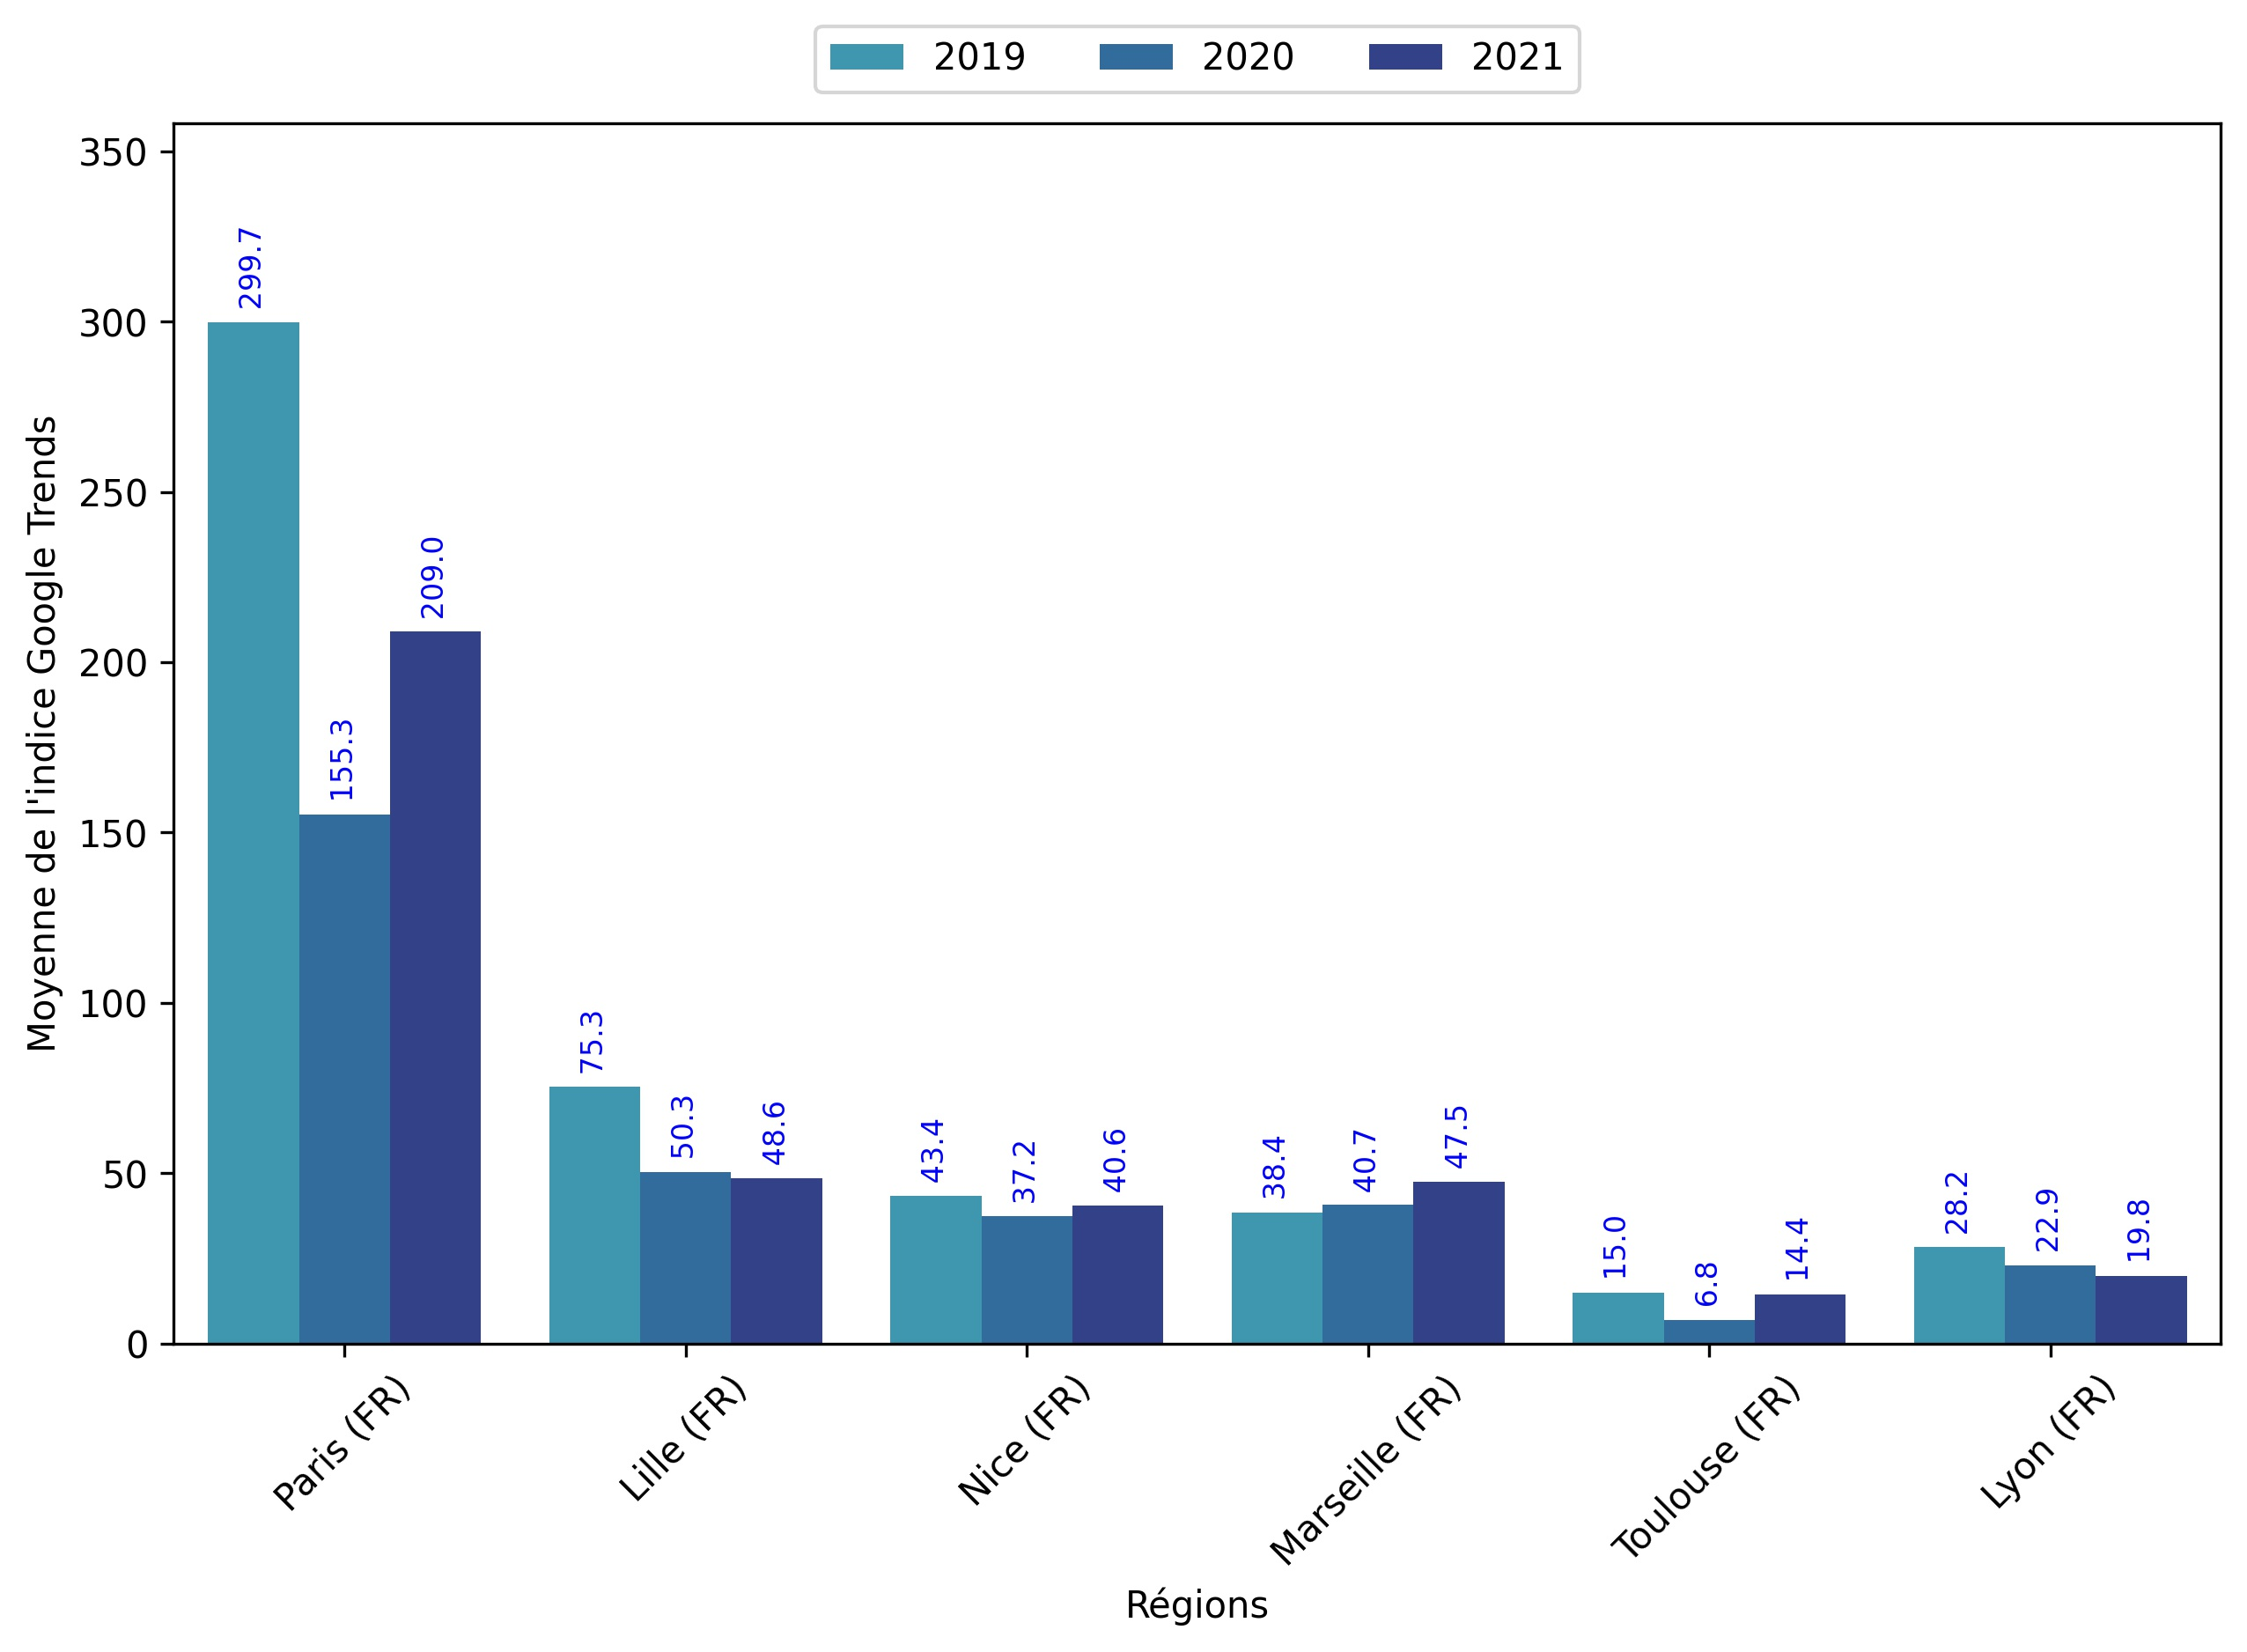 2019 2020 2021
Moyenne de l'indice Google Trends
350
300
250
200
150
100
50
0
299.7
155.3
209.0
75.3
50.3
48.6
43.4
37.2
40.6
38.4
40.7
47.5
15.0
6.8
14.4
28.2
22.9
19.8
Paris (FR)
Lille (FR)
Nice (FR)
Marseille (FR)
Toulouse (FR)
Lyon (FR)
Régions